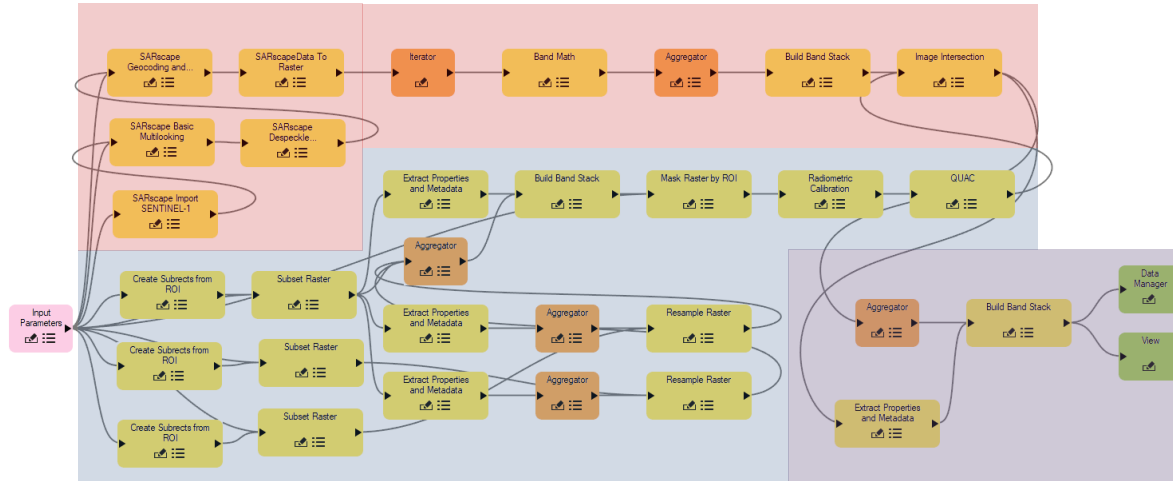 SARscape
Geocoding and...
SARscapeData To
Raster
Iterator
Band Math
Aggregator
Build Band Stack
Image Intersection
SARscape Basic
Multilooking
SARscape
Despeckle...
SARscape Import
SENTINEL-1
Extract Properties
and Metadata
Build Band Stack
Mask Raster by ROI
Radiometric
Calibration
QUAC
Aggregator
Create Subrects from
ROI
Subset Raster
Input
Parameters
Extract Properties
and Metadata
Aggregator
Resample Raster
Create Subrects from
ROI
Subset Raster
Extract Properties
and Metadata
Aggregator
Resample Raster
Create Subrects from
ROI
Subset Raster
Aggregator
Build Band Stack
Data
Manager
View
Extract Properties
and Metadata